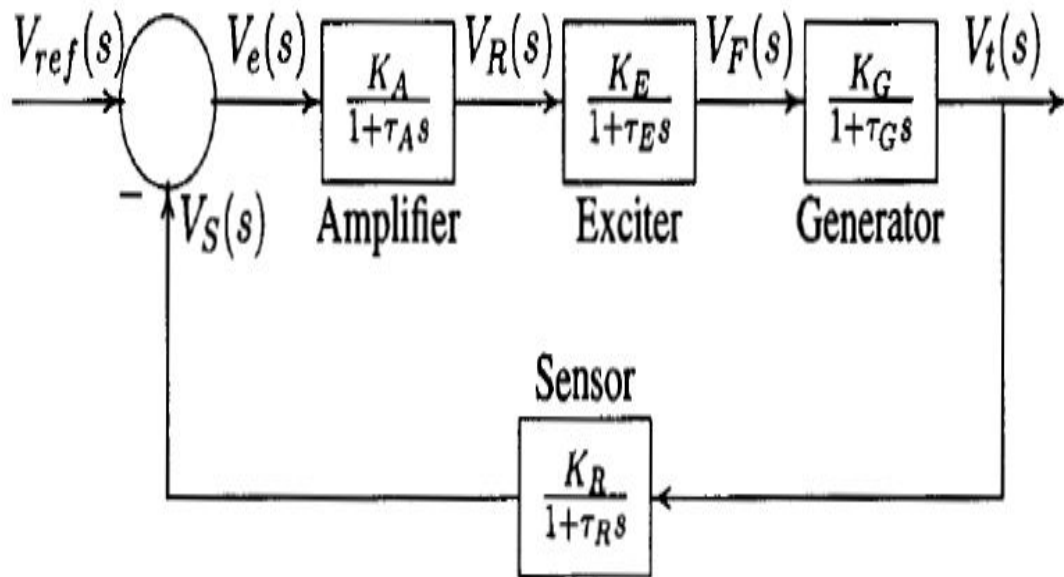 V_ref(s) V_e(s) K_A / 1+τ_A s V_R(s) K_E / 1+τ_E s V_F(s) K_G / 1+τ_G s V_t(s)
− V_S(s) Amplifier Exciter Generator
Sensor
K_R / 1+τ_R s